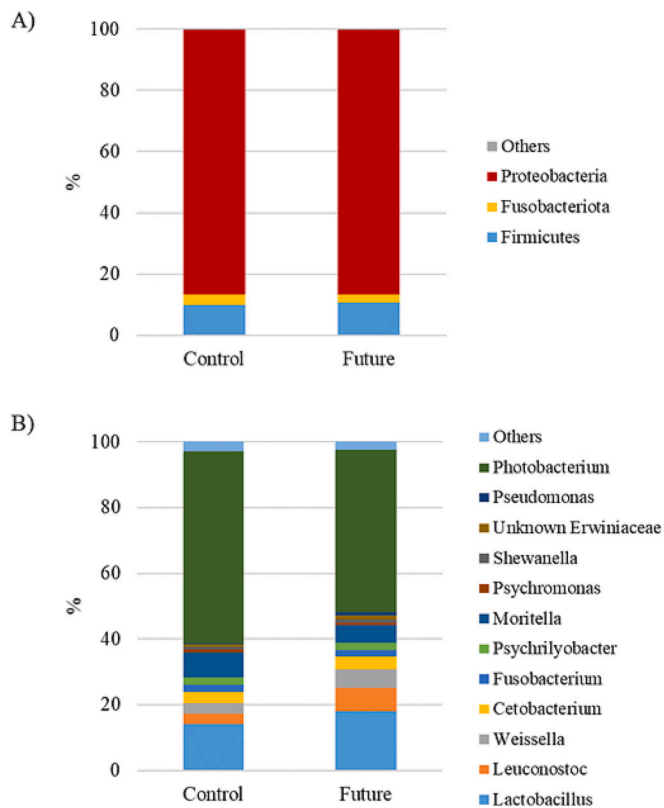 A)
100
80
60
40
20
0
%
Control
Future
Others
Proteobacteria
Fusobacteriota
Firmicutes
B)
100
80
60
40
20
0
%
Control
Future
Others
Photobacterium
Pseudomonas
Unknown Erwiniaceae
Shewanella
Psychromonas
Moritella
Psychrilyobacter
Fusobacterium
Cetobacterium
Weissella
Leuconostoc
Lactobacillus